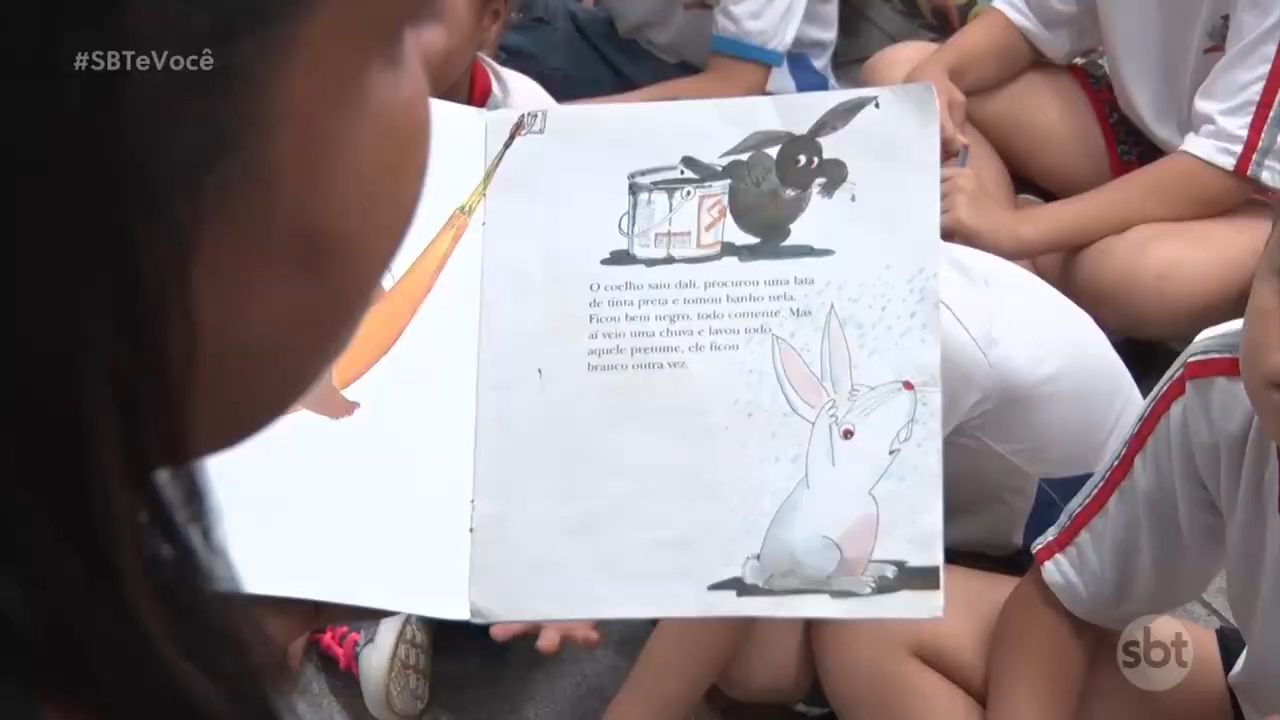 #SBTeVocê
O coelho saiu dali, procurou uma lata
de tinta preta e tomou banho nela.
Ficou bem negro, todo contente. Mas
aí veio uma chuva e lavou todo
aquele pretume, ele ficou
branco outra vez.
sbt